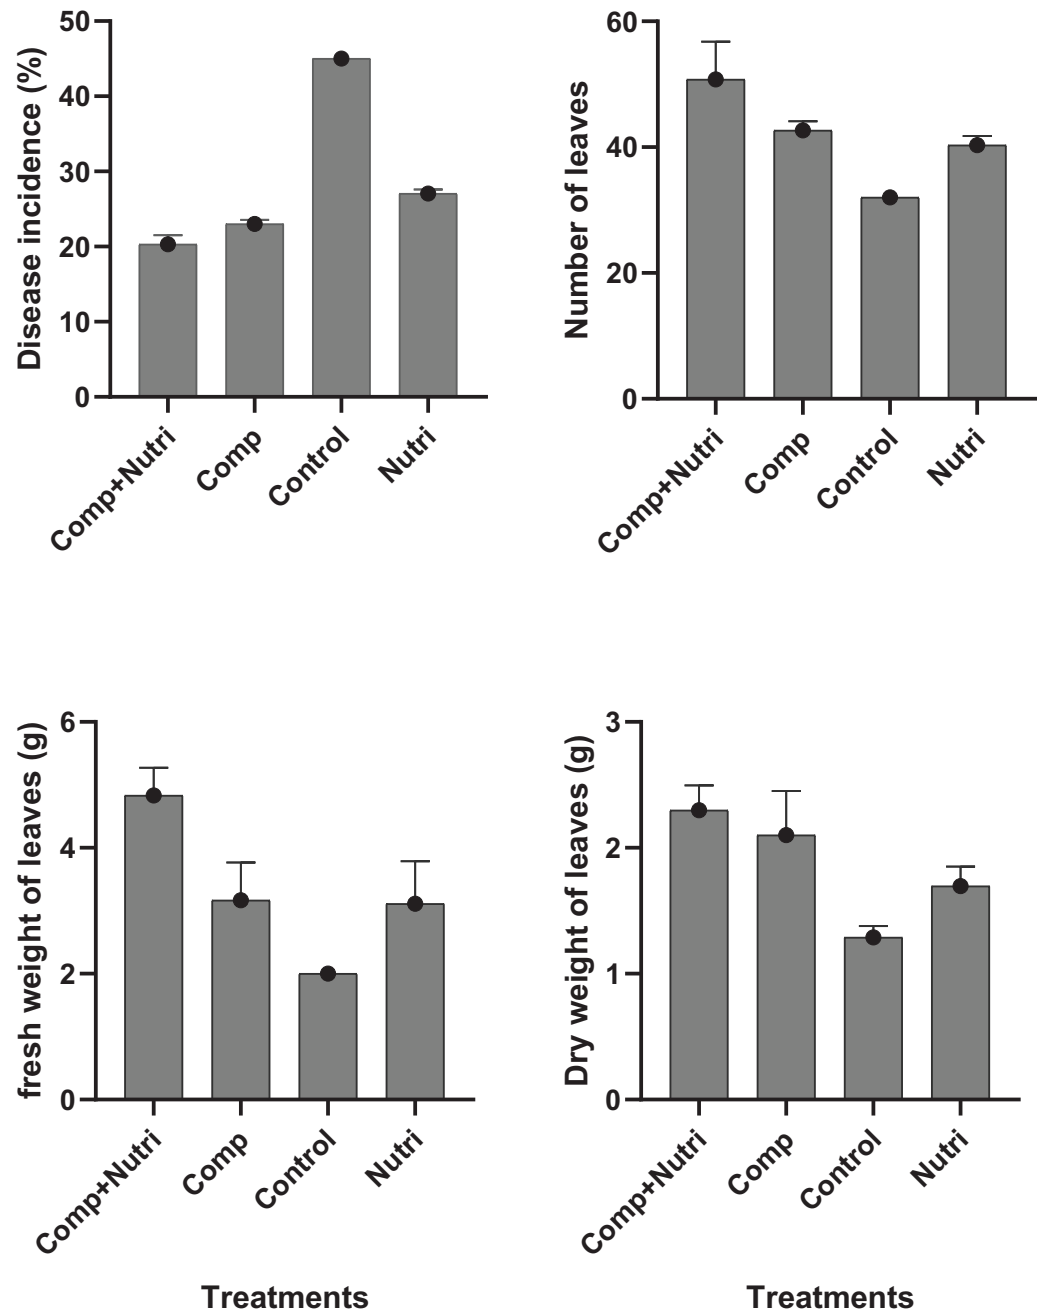 Disease incidence (%)
50
40
30
20
10
0
Comp+Nutri
Comp
Control
Nutri
Number of leaves
60
40
20
0
Comp+Nutri
Comp
Control
Nutri
fresh weight of leaves (g)
6
4
2
0
Comp+Nutri
Comp
Control
Nutri
Treatments
Dry weight of leaves (g)
3
2
1
0
Comp+Nutri
Comp
Control
Nutri
Treatments